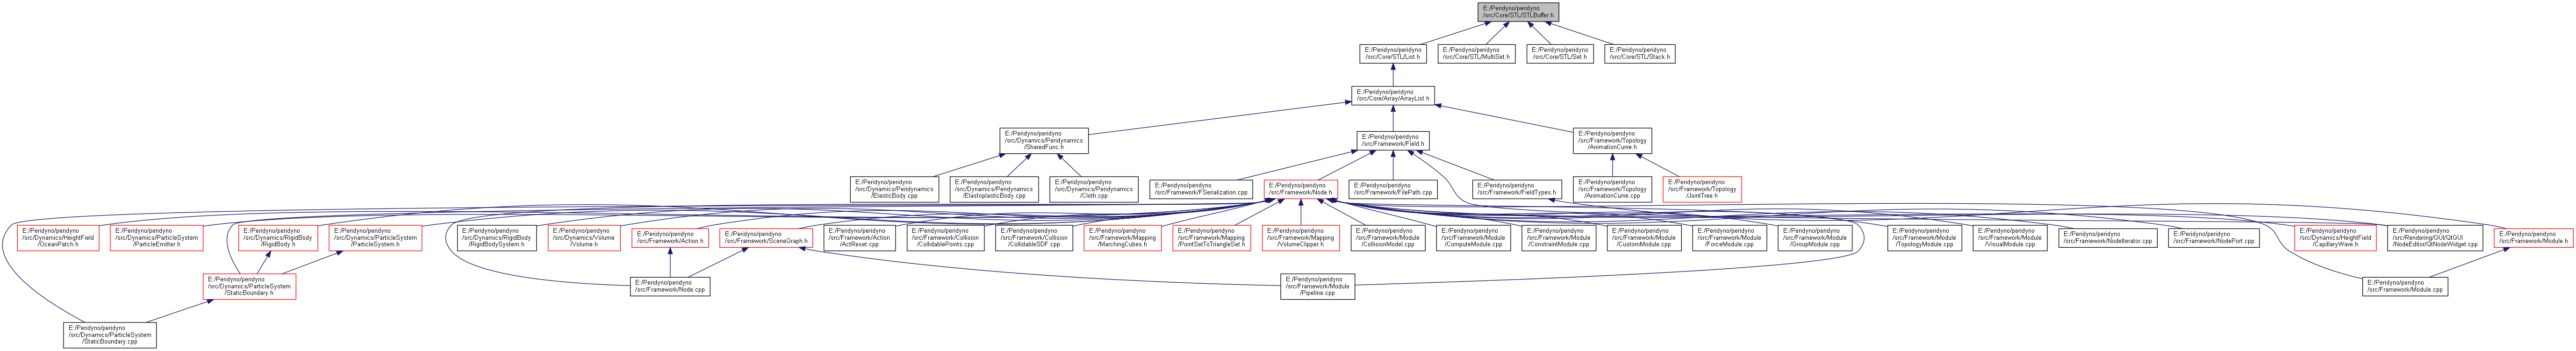 E:/Peridyno/peridyno
/src/Core/STL/STLBuffer.h
E:/Peridyno/peridyno
/src/Core/STL/List.h
E:/Peridyno/peridyno
/src/Core/STL/MultiSet.h
E:/Peridyno/peridyno
/src/Core/STL/Set.h
E:/Peridyno/peridyno
/src/Core/STL/Stack.h
E:/Peridyno/peridyno
/src/Core/Array/ArrayList.h
E:/Peridyno/peridyno
/src/Dynamics/Peridynamics
/SharedFunc.h
E:/Peridyno/peridyno
/src/Framework/Field.h
E:/Peridyno/peridyno
/src/Framework/Topology
/AnimationCurve.h
E:/Peridyno/peridyno
/src/Dynamics/Peridynamics
/ElasticBody.cpp
E:/Peridyno/peridyno
/src/Dynamics/Peridynamics
/ElastoplasticBody.cpp
E:/Peridyno/peridyno
/src/Dynamics/Peridynamics
/Cloth.cpp
E:/Peridyno/peridyno
/src/Framework/FSerialization.cpp
E:/Peridyno/peridyno
/src/Framework/Node.h
E:/Peridyno/peridyno
/src/Framework/FilePath.cpp
E:/Peridyno/peridyno
/src/Framework/FieldTypes.h
E:/Peridyno/peridyno
/src/Framework/Topology
/AnimationCurve.cpp
E:/Peridyno/peridyno
/src/Framework/Topology
/JointTree.h
E:/Peridyno/peridyno
/src/Dynamics/HeightField
/OceanPatch.h
E:/Peridyno/peridyno
/src/Dynamics/ParticleSystem
/ParticleEmitter.h
E:/Peridyno/peridyno
/src/Dynamics/RigidBody
/RigidBody.h
E:/Peridyno/peridyno
/src/Dynamics/ParticleSystem
/ParticleSystem.h
E:/Peridyno/peridyno
/src/Dynamics/RigidBody
/RigidBodySystem.h
E:/Peridyno/peridyno
/src/Dynamics/Volume
/Volume.h
E:/Peridyno/peridyno
/src/Framework/Action.h
E:/Peridyno/peridyno
/src/Framework/SceneGraph.h
E:/Peridyno/peridyno
/src/Framework/Action
/ActReset.cpp
E:/Peridyno/peridyno
/src/Framework/Collision
/CollidablePoints.cpp
E:/Peridyno/peridyno
/src/Framework/Collision
/CollidableSDF.cpp
E:/Peridyno/peridyno
/src/Framework/Mapping
/MarchingCubes.h
E:/Peridyno/peridyno
/src/Framework/Mapping
/PointSetToTriangleSet.h
E:/Peridyno/peridyno
/src/Framework/Mapping
/VolumeClipper.h
E:/Peridyno/peridyno
/src/Framework/Module
/CollisionModel.cpp
E:/Peridyno/peridyno
/src/Framework/Module
/ComputeModule.cpp
E:/Peridyno/peridyno
/src/Framework/Module
/ConstraintModule.cpp
E:/Peridyno/peridyno
/src/Framework/Module
/CustomModule.cpp
E:/Peridyno/peridyno
/src/Framework/Module
/ForceModule.cpp
E:/Peridyno/peridyno
/src/Framework/Module
/GroupModule.cpp
E:/Peridyno/peridyno
/src/Framework/Module
/TopologyModule.cpp
E:/Peridyno/peridyno
/src/Framework/Module
/VisualModule.cpp
E:/Peridyno/peridyno
/src/Framework/NodeIterator.cpp
E:/Peridyno/peridyno
/src/Framework/NodePort.cpp
E:/Peridyno/peridyno
/src/Dynamics/HeightField
/CapillaryWave.h
E:/Peridyno/peridyno
/src/Rendering/GUI/QtGUI
/NodeEditor/QtNodeWidget.cpp
E:/Peridyno/peridyno
/src/Framework/Module.h
E:/Peridyno/peridyno
/src/Dynamics/ParticleSystem
/StaticBoundary.h
E:/Peridyno/peridyno
/src/Framework/Node.cpp
E:/Peridyno/peridyno
/src/Framework/Module
/Pipeline.cpp
E:/Peridyno/peridyno
/src/Framework/Module.cpp
E:/Peridyno/peridyno
/src/Dynamics/ParticleSystem
/StaticBoundary.cpp